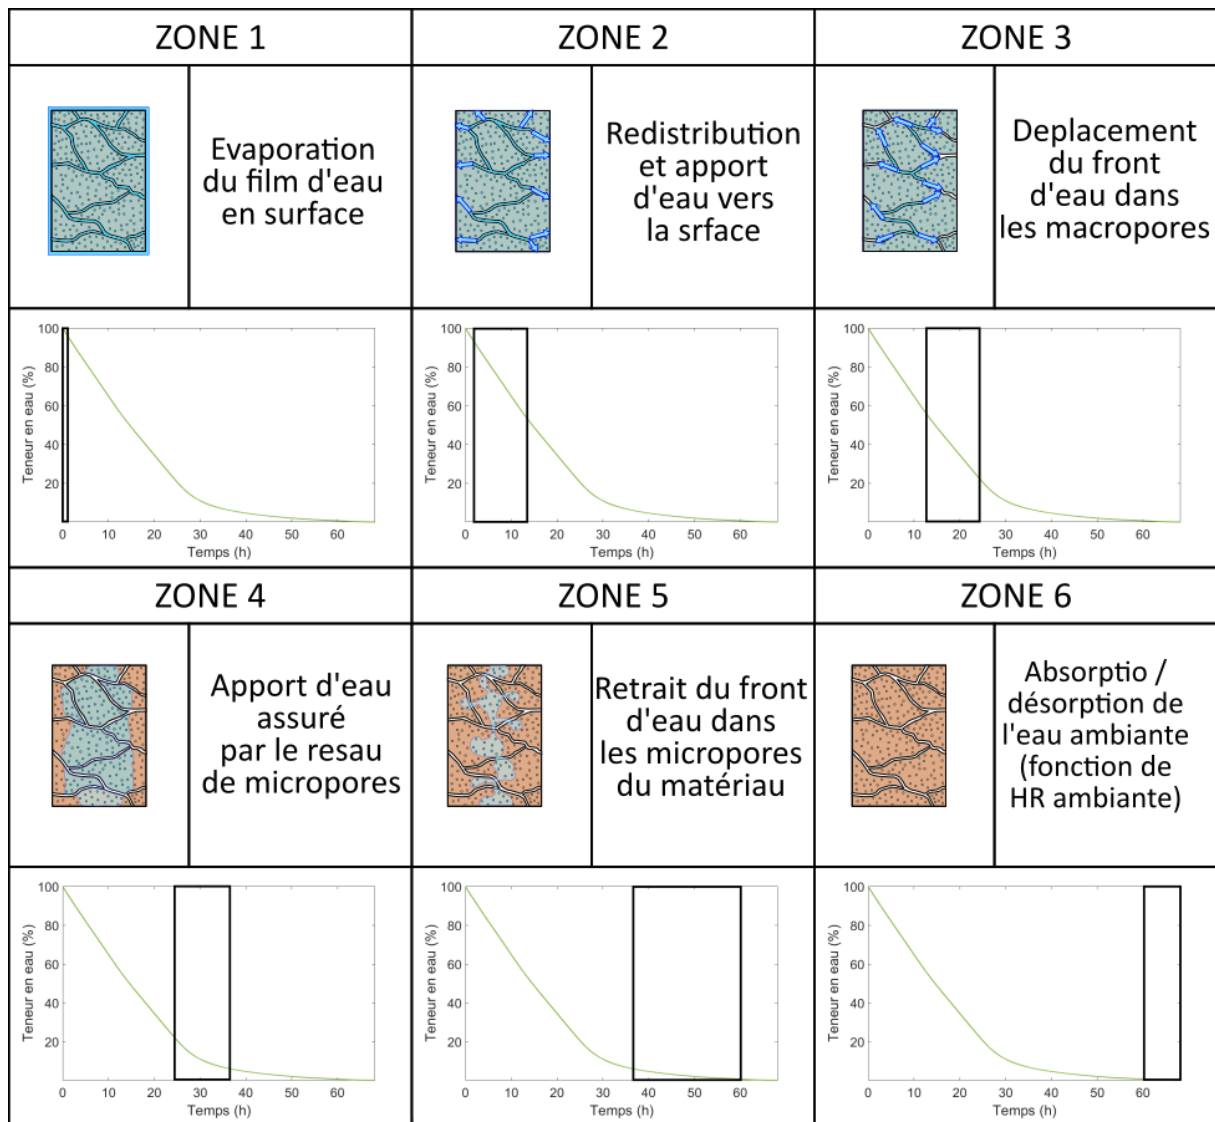 ZONE 1
ZONE 2
ZONE 3
Evaporation
du film d'eau
en surface
Redistribution
et apport
d'eau vers
la srface
Deplacement
du front
d'eau dans
les macropores
100
80
60
40
20
Teneur en eau (%)
0 10 20 30 40 50 60
Temps (h)
100
80
60
40
20
Teneur en eau (%)
0 10 20 30 40 50 60
Temps (h)
100
80
60
40
20
Teneur en eau (%)
0 10 20 30 40 50 60
Temps (h)
ZONE 4
ZONE 5
ZONE 6
Apport d'eau
assuré
par le resau
de micropores
Retrait du front
d'eau dans
les micropores
du matériau
Absorptio /
désorption de
l'eau ambiante
(fonction de
HR ambiante)
100
80
60
40
20
Teneur en eau (%)
0 10 20 30 40 50 60
Temps (h)
100
80
60
40
20
Teneur en eau (%)
0 10 20 30 40 50 60
Temps (h)
100
80
60
40
20
Teneur en eau (%)
0 10 20 30 40 50 60
Temps (h)